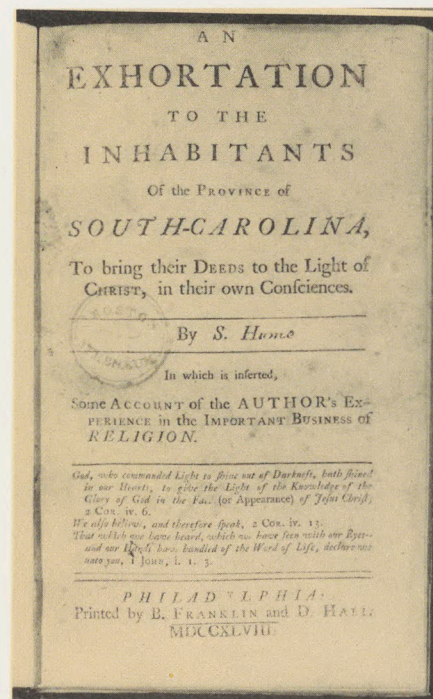 AN
EXHORTATION
TO THE
INHABITANTS
Of the PROVINCE of
SOUTH-CAROLINA,
To bring their DEEDS to the Light of
CHRIST, in their own Conſciences.
By S. Hume
In which is inſerted,
Some ACCOUNT of the AUTHOR's Ex-
PERIENCE in the IMPORTANT BUSINESS of
RELIGION.
God, who commanded Light to ſhine out of Darkneſs, hath ſhined
in our Hearts, to give the Light of the Knowledge of the
Glory of God in the Face (or Appearance) of Jeſus Chriſt,
2 COR. iv. 6.
We alſo believe, and therefore ſpeak, 2 COR. iv. 13.
That which we have heard, which we have ſeen with our Eyes
and our Hands have handled of the Word of Life, declare we
unto you, 1 JOHN, i. 1. 3.
PHILADELPHIA:
Printed by B. FRANKLIN and D. HALL.
MDCCXLVIII.